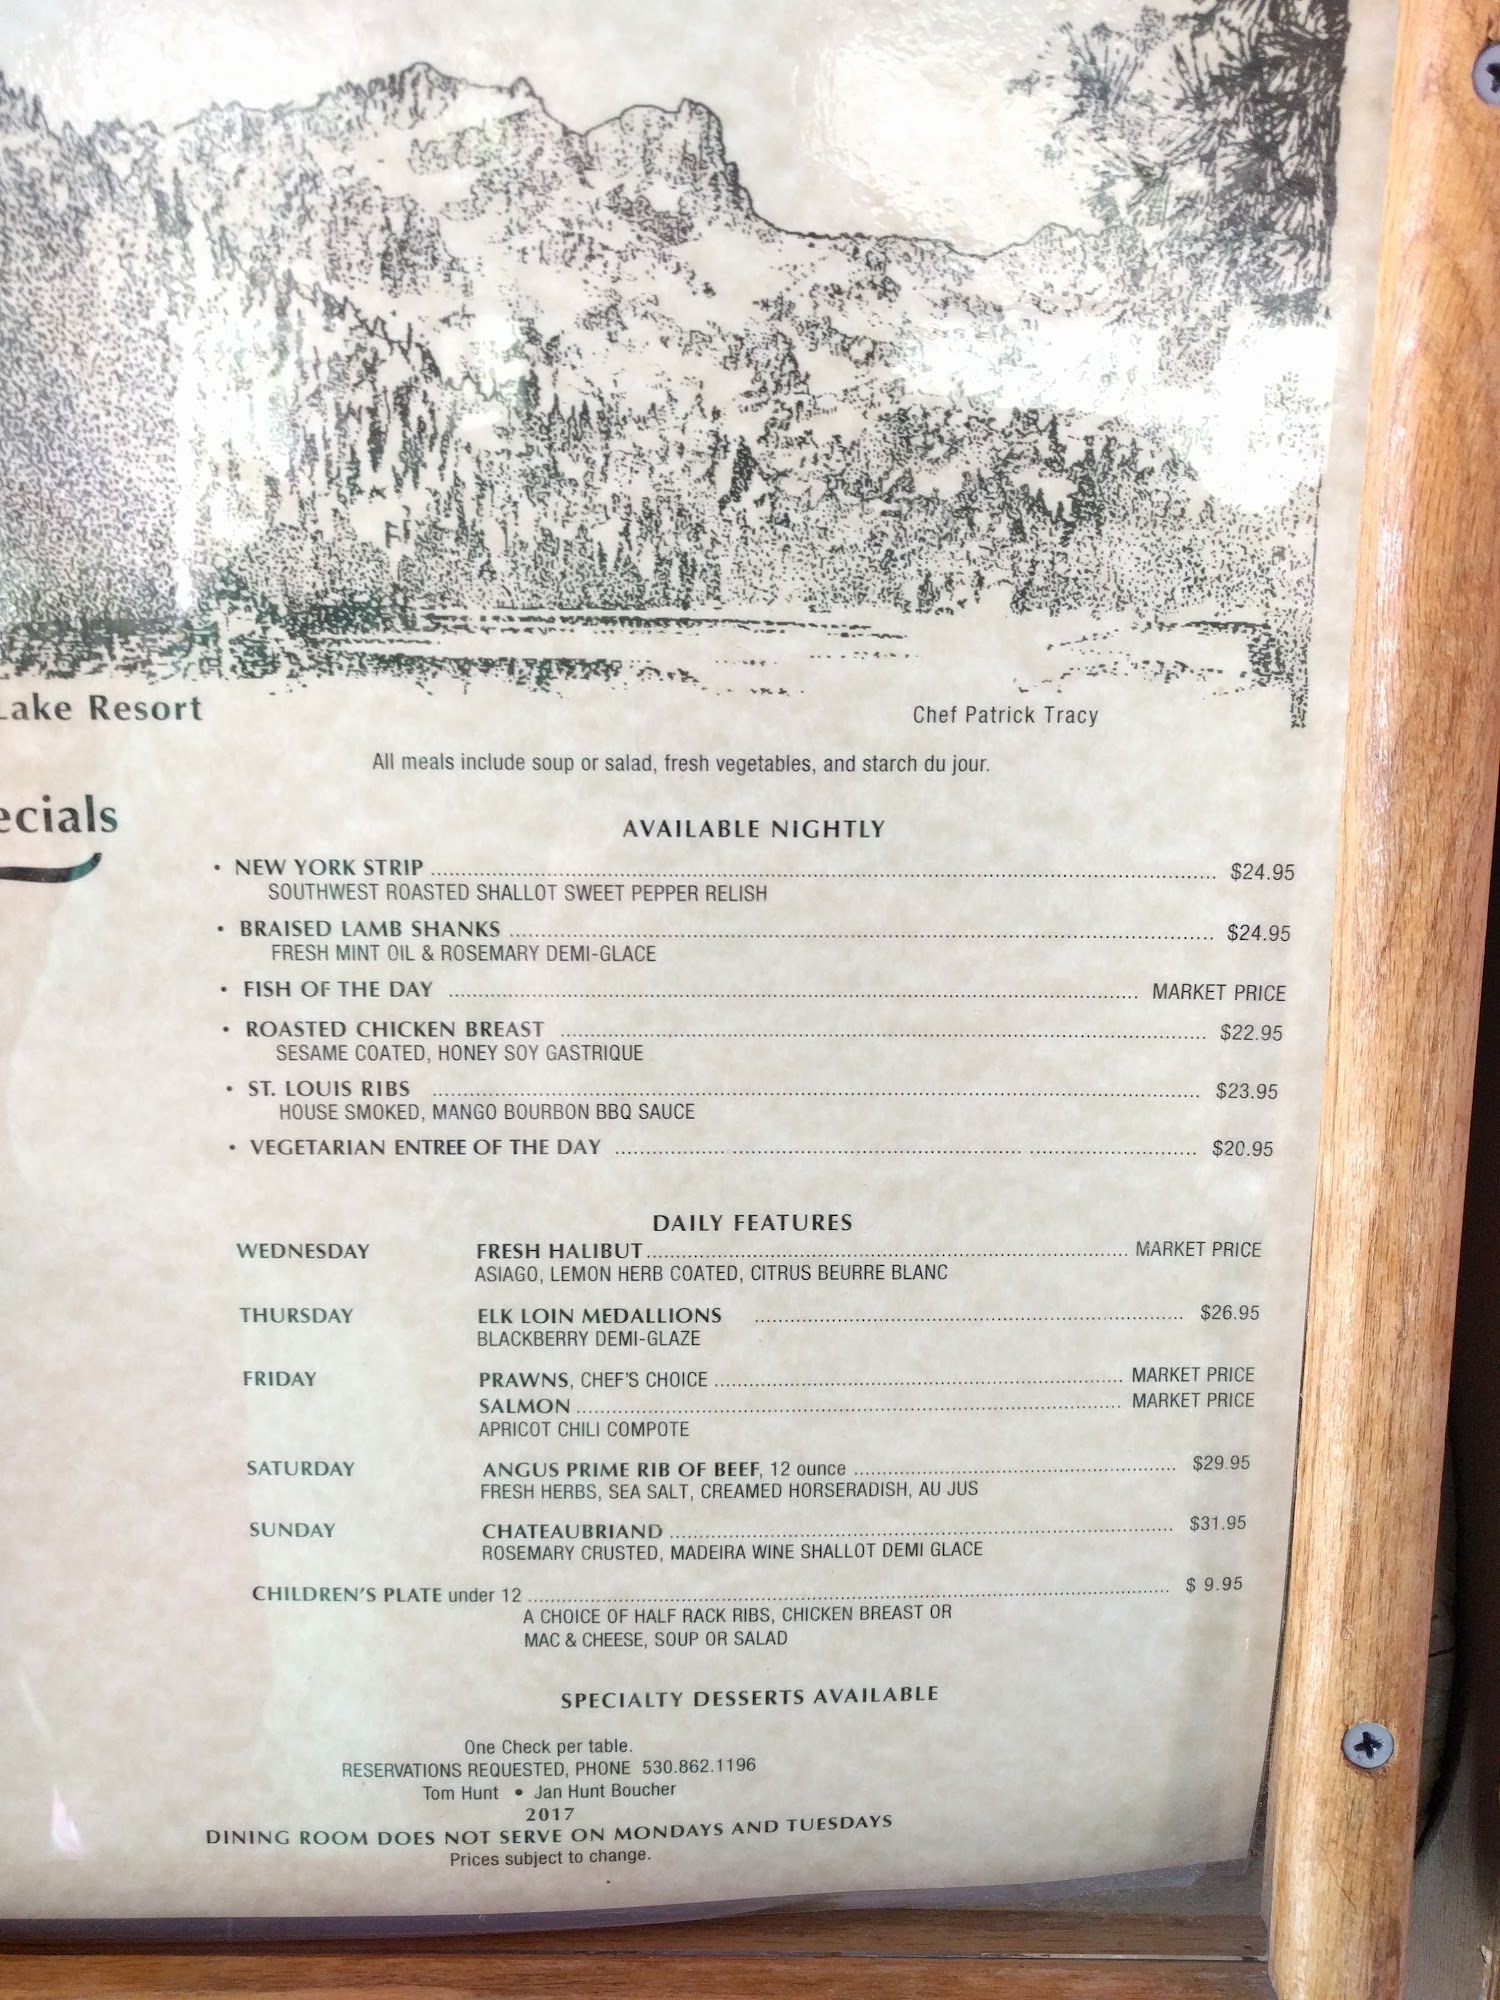 Lake Resort
Chef Patrick Tracy
All meals include soup or salad, fresh vegetables, and starch du jour.
AVAILABLE NIGHTLY
• NEW YORK STRIP $24.95
SOUTHWEST ROASTED SHALLOT SWEET PEPPER RELISH
• BRAISED LAMB SHANKS $24.95
FRESH MINT OIL & ROSEMARY DEMI-GLACE
• FISH OF THE DAY MARKET PRICE
• ROASTED CHICKEN BREAST $22.95
SESAME COATED, HONEY SOY GASTRIQUE
• ST. LOUIS RIBS $23.95
HOUSE SMOKED, MANGO BOURBON BBQ SAUCE
• VEGETARIAN ENTREE OF THE DAY $20.95
DAILY FEATURES
WEDNESDAY FRESH HALIBUT MARKET PRICE
ASIAGO, LEMON HERB COATED, CITRUS BEURRE BLANC
THURSDAY ELK LOIN MEDALLIONS $26.95
BLACKBERRY DEMI-GLAZE
FRIDAY PRAWNS, CHEF'S CHOICE MARKET PRICE
SALMON MARKET PRICE
APRICOT CHILI COMPOTE
SATURDAY ANGUS PRIME RIB OF BEEF, 12 ounce $29.95
FRESH HERBS, SEA SALT, CREAMED HORSERADISH, AU JUS
SUNDAY CHATEAUBRIAND $31.95
ROSEMARY CRUSTED, MADEIRA WINE SHALLOT DEMI GLACE
CHILDREN'S PLATE under 12 $ 9.95
A CHOICE OF HALF RACK RIBS, CHICKEN BREAST OR
MAC & CHEESE, SOUP OR SALAD
SPECIALTY DESSERTS AVAILABLE
One Check per table.
RESERVATIONS REQUESTED, PHONE 530.862.1196
Tom Hunt • Jan Hunt Boucher
2017
DINING ROOM DOES NOT SERVE ON MONDAYS AND TUESDAYS
Prices subject to change.